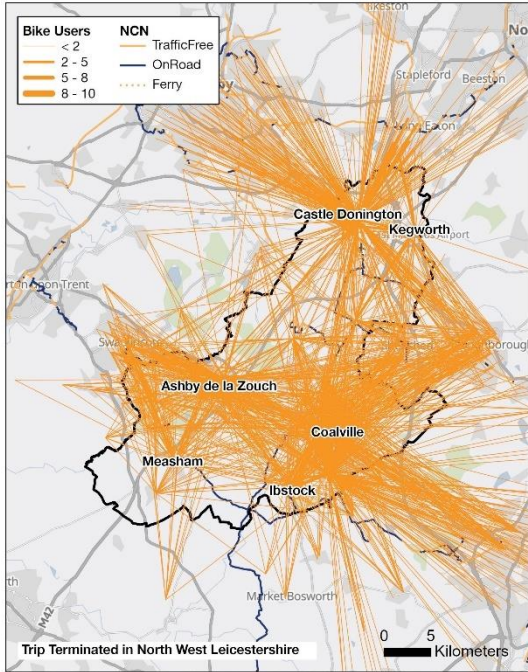 Bike Users
< 2
2 - 5
5 - 8
8 - 10
NCN
TrafficFree
OnRoad
Ferry
Stapleford
Beeston
Castle Donington
Kegworth
Airport
Ashby de la Zouch
Coalville
Measham
Ibstock
Market Bosworth
M42
Trip Terminated in North West Leicestershire
0 5
Kilometers